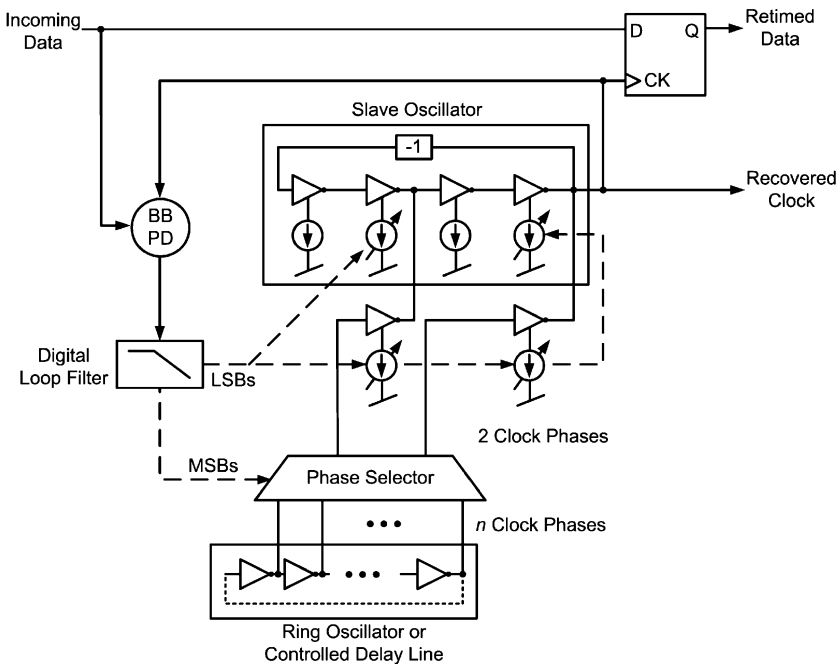 Incoming
Data
D
Q
CK
Retimed
Data
Slave Oscillator
-1
Recovered
Clock
BB
PD
Digital
Loop Filter
LSBs
MSBs
2 Clock Phases
Phase Selector
n Clock Phases
Ring Oscillator or
Controlled Delay Line